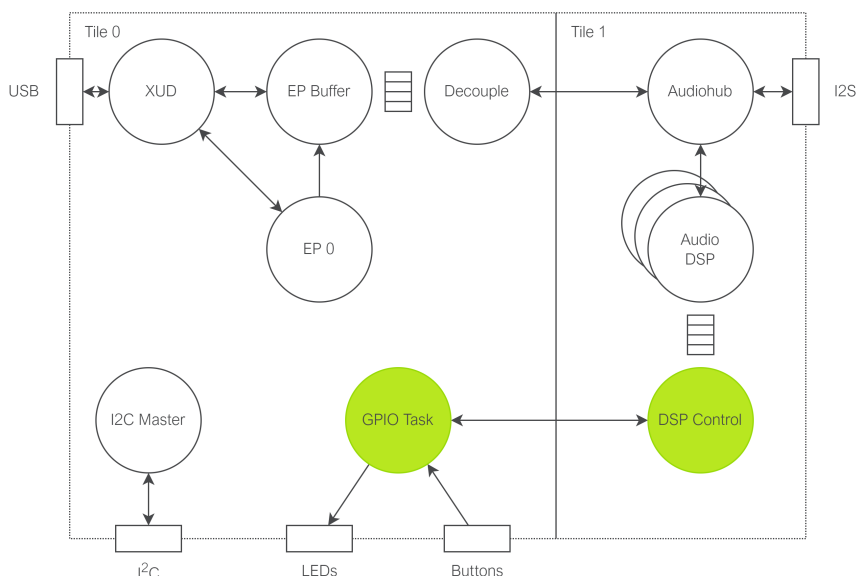 Tile 0
Tile 1
USB
XUD
EP Buffer
Decouple
Audiohub
I2S
EP 0
Audio
DSP
I2C Master
GPIO Task
DSP Control
I²C
LEDs
Buttons